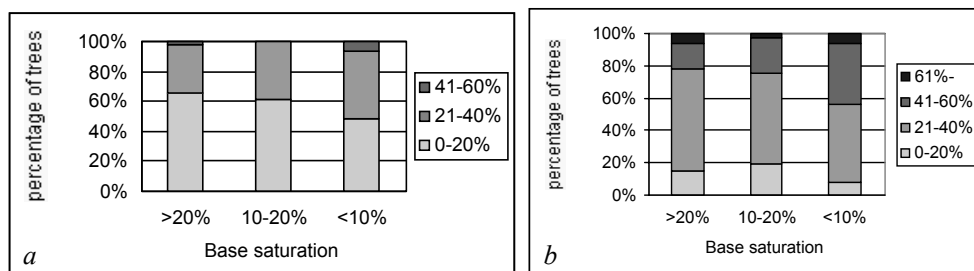 percentage of trees
100%
80%
60%
40%
20%
0%
>20% 10-20% <10%
Base saturation
41-60%
21-40%
0-20%
a
percentage of trees
100%
80%
60%
40%
20%
0%
>20% 10-20% <10%
Base saturation
61%-
41-60%
21-40%
0-20%
b